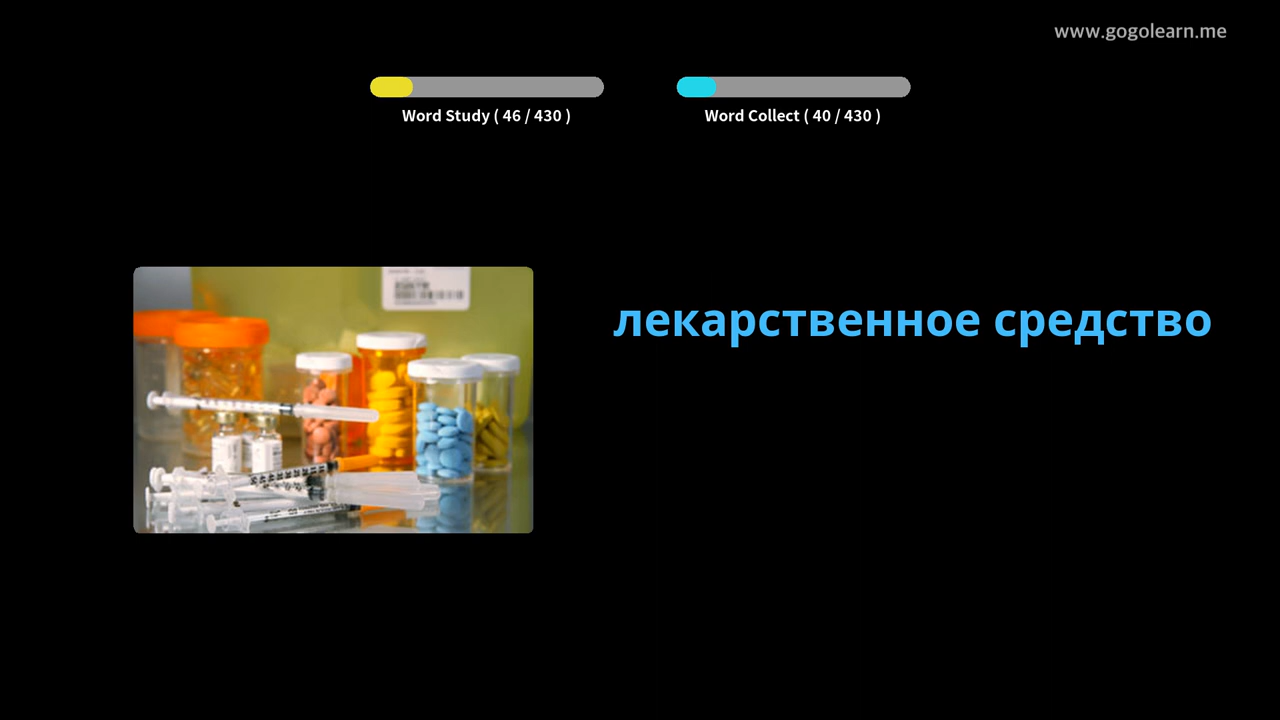 www.gogolearn.me
Word Study ( 46 / 430 )
Word Collect ( 40 / 430 )
лекарственное средство